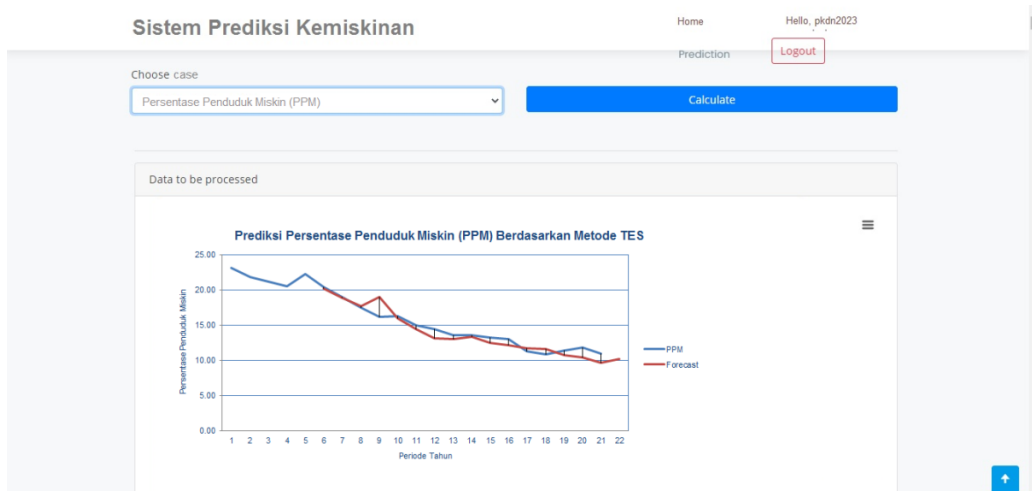 Sistem Prediksi Kemiskinan
Home
Hello, pkdn2023
Prediction
Logout
Choose case
Persentase Penduduk Miskin (PPM)
Calculate
Data to be processed
Prediksi Persentase Penduduk Miskin (PPM) Berdasarkan Metode TES
25.00
20.00
15.00
10.00
5.00
0.00
Persentase Penduduk Miskin
1 2 3 4 5 6 7 8 9 10 11 12 13 14 15 16 17 18 19 20 21 22
Periode Tahun
PPM
Forecast